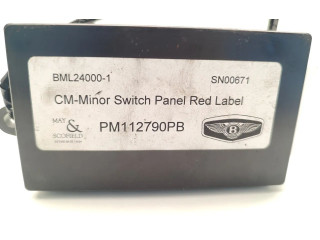 BML24000-1 SN00671
CM-Minor Switch Panel Red Label
MAY
&
SCOFIELD
PM112790PB
B